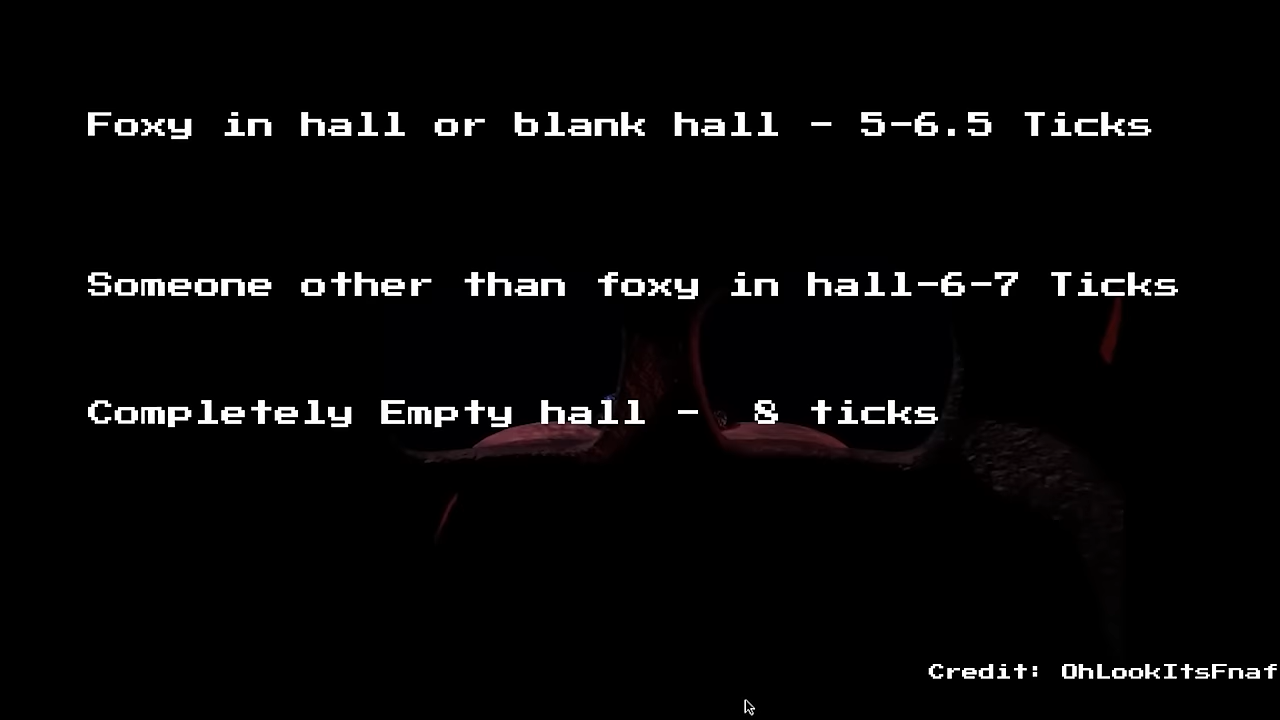 Foxy in hall or blank hall - 5-6.5 Ticks
Someone other than foxy in hall-6-7 Ticks
Completely Empty hall -  8 ticks
Credit: OhLookItsFnaf